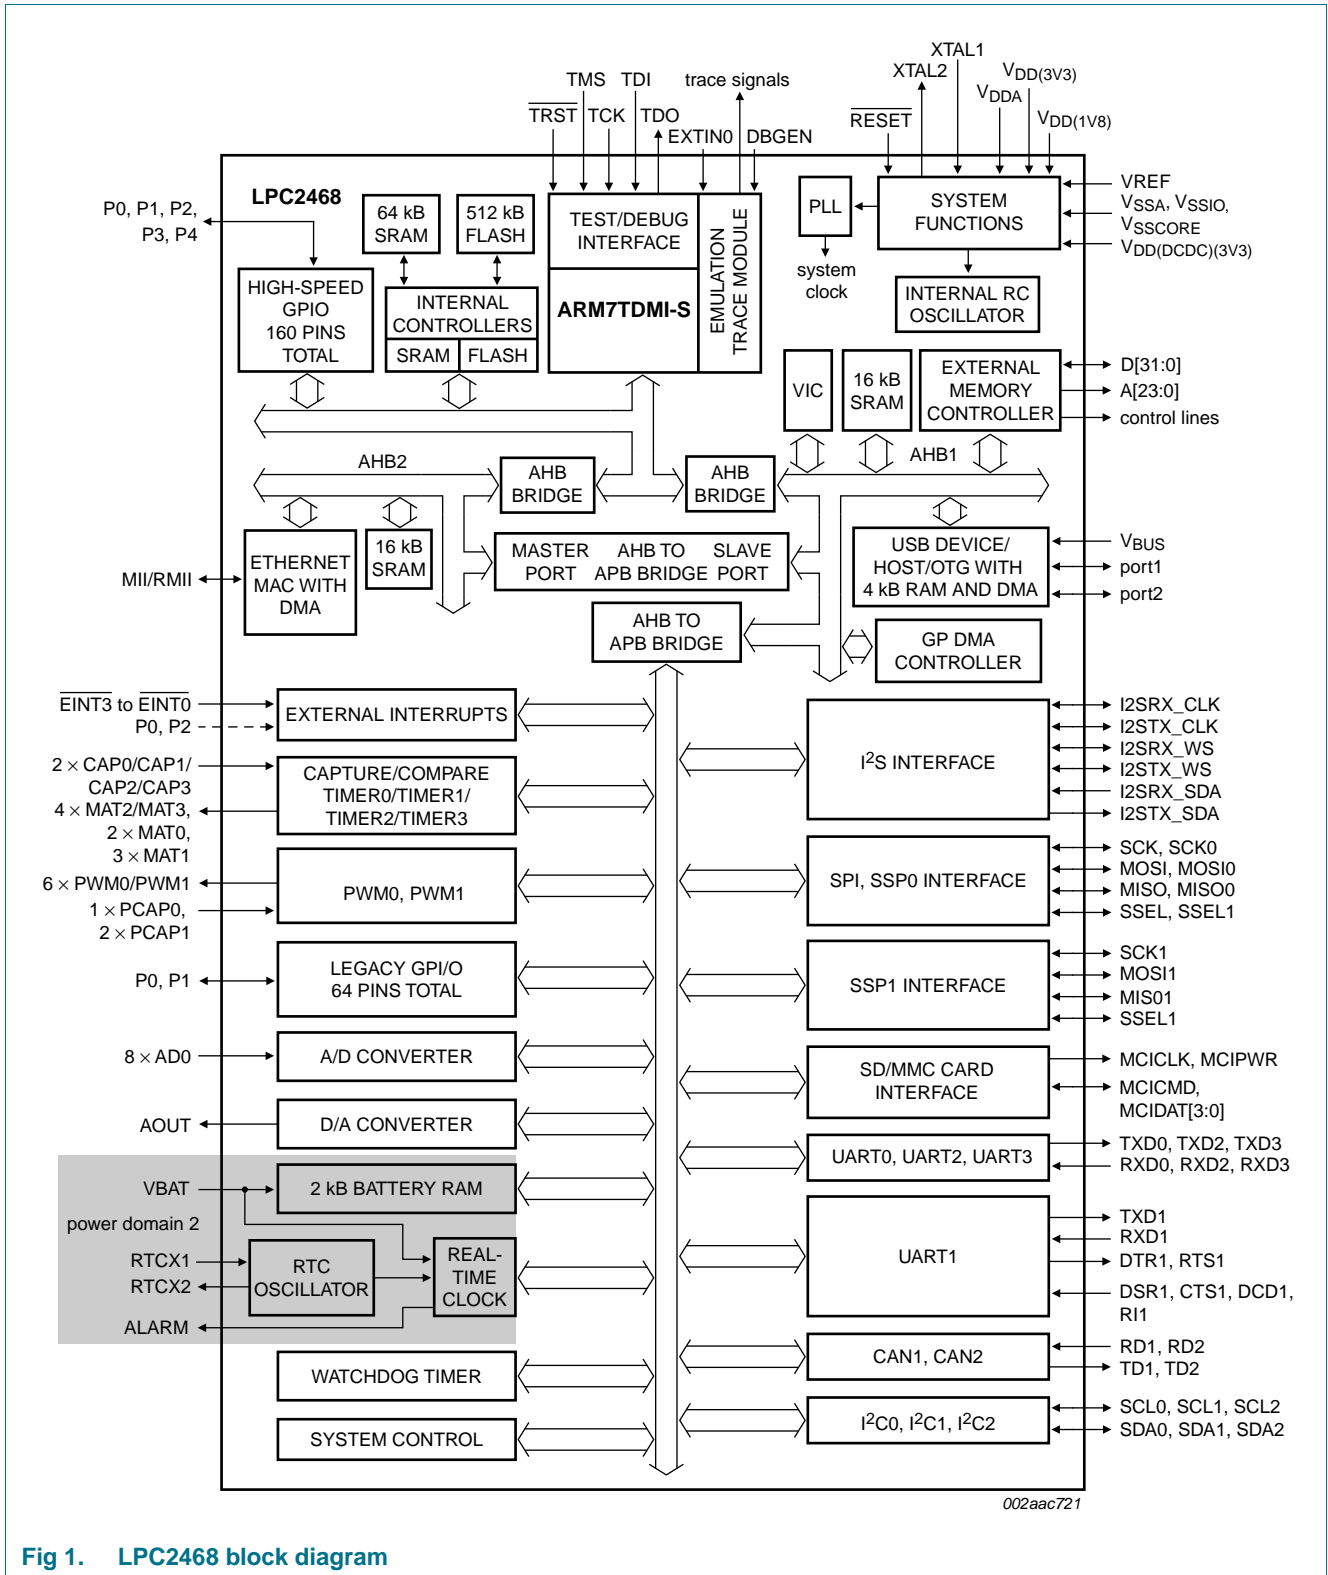 XTAL1
XTAL2
VDD(3V3)
TMS
TDI
trace signals
VDDA
TRST
TCK
TDO
RESET
VDD(1V8)
EXTIN0
DBGEN
LPC2468
P0, P1, P2,
P3, P4
64 kB
SRAM
512 kB
FLASH
TEST/DEBUG
INTERFACE
EMULATION
TRACE MODULE
PLL
SYSTEM
FUNCTIONS
VREF
VSSA, VSSIO,
VSSCORE
VDD(DCDC)(3V3)
system
clock
HIGH-SPEED
GPIO
160 PINS
TOTAL
INTERNAL
CONTROLLERS
SRAM
FLASH
ARM7TDMI-S
INTERNAL RC
OSCILLATOR
VIC
16 kB
SRAM
EXTERNAL
MEMORY
CONTROLLER
D[31:0]
A[23:0]
control lines
AHB2
AHB
BRIDGE
AHB
BRIDGE
AHB1
ETHERNET
MAC WITH
DMA
16 kB
SRAM
MASTER
PORT
AHB TO
APB BRIDGE
SLAVE
PORT
USB DEVICE/
HOST/OTG WITH
4 kB RAM AND DMA
VBUS
port1
port2
MII/RMII
AHB TO
APB BRIDGE
GP DMA
CONTROLLER
EINT3 to EINT0
P0, P2
EXTERNAL INTERRUPTS
I2S INTERFACE
I2SRX_CLK
I2STX_CLK
I2SRX_WS
I2STX_WS
I2SRX_SDA
I2STX_SDA
2 × CAP0/CAP1/
CAP2/CAP3
4 × MAT2/MAT3,
2 × MAT0,
3 × MAT1
CAPTURE/COMPARE
TIMER0/TIMER1/
TIMER2/TIMER3
6 × PWM0/PWM1
1 × PCAP0,
2 × PCAP1
PWM0, PWM1
SPI, SSP0 INTERFACE
SCK, SCK0
MOSI, MOSI0
MISO, MISO0
SSEL, SSEL1
P0, P1
LEGACY GPI/O
64 PINS TOTAL
SSP1 INTERFACE
SCK1
MOSI1
MIS01
SSEL1
8 × AD0
A/D CONVERTER
SD/MMC CARD
INTERFACE
MCICLK, MCIPWR
MCICMD,
MCIDAT[3:0]
AOUT
D/A CONVERTER
UART0, UART2, UART3
TXD0, TXD2, TXD3
RXD0, RXD2, RXD3
VBAT
2 kB BATTERY RAM
power domain 2
RTCX1
RTCX2
RTC
OSCILLATOR
REAL-
TIME
CLOCK
ALARM
UART1
TXD1
RXD1
DTR1, RTS1
DSR1, CTS1, DCD1,
RI1
WATCHDOG TIMER
CAN1, CAN2
RD1, RD2
TD1, TD2
SYSTEM CONTROL
I2C0, I2C1, I2C2
SCL0, SCL1, SCL2
SDA0, SDA1, SDA2
002aac721
Fig 1. LPC2468 block diagram